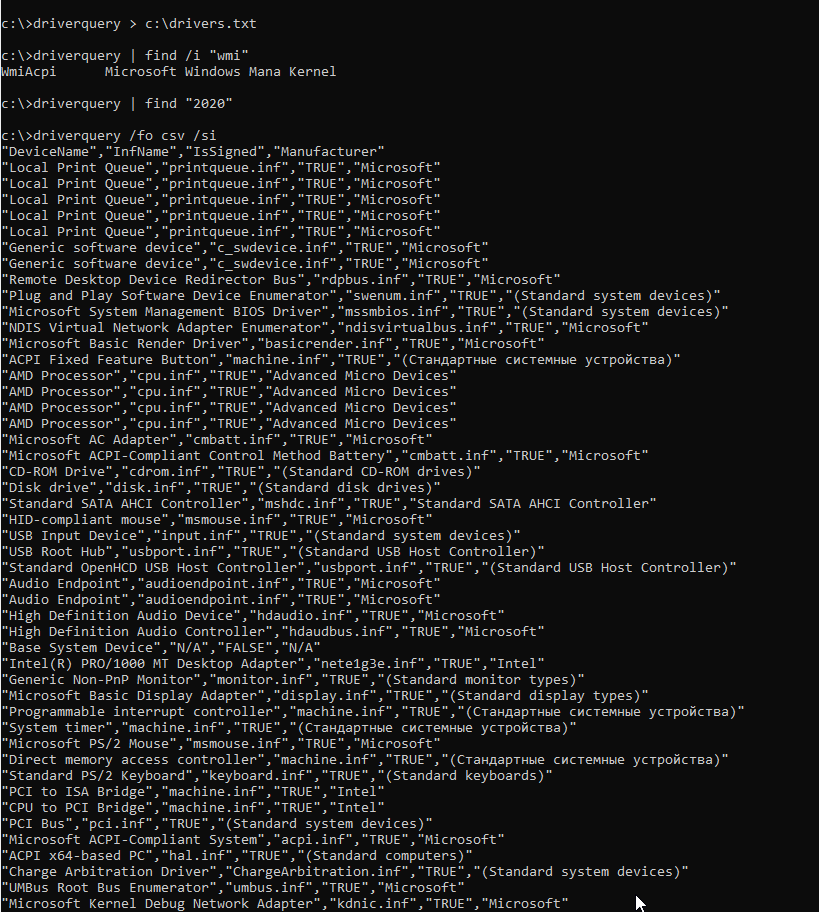 c:\>driverquery > c:\drivers.txt
c:\>driverquery | find /i "wmi"
WmiAcpi      Microsoft Windows Mana Kernel
c:\>driverquery | find "2020"
c:\>driverquery /fo csv /si
"DeviceName","InfName","IsSigned","Manufacturer"
"Local Print Queue","printqueue.inf","TRUE","Microsoft"
"Local Print Queue","printqueue.inf","TRUE","Microsoft"
"Local Print Queue","printqueue.inf","TRUE","Microsoft"
"Local Print Queue","printqueue.inf","TRUE","Microsoft"
"Local Print Queue","printqueue.inf","TRUE","Microsoft"
"Generic software device","c_swdevice.inf","TRUE","Microsoft"
"Generic software device","c_swdevice.inf","TRUE","Microsoft"
"Remote Desktop Device Redirector Bus","rdpbus.inf","TRUE","Microsoft"
"Plug and Play Software Device Enumerator","swenum.inf","TRUE","(Standard system devices)"
"Microsoft System Management BIOS Driver","mssmbios.inf","TRUE","(Standard system devices)"
"NDIS Virtual Network Adapter Enumerator","ndisvirtualbus.inf","TRUE","Microsoft"
"Microsoft Basic Render Driver","basicrender.inf","TRUE","Microsoft"
"ACPI Fixed Feature Button","machine.inf","TRUE","(Стандартные системные устройства)"
"AMD Processor","cpu.inf","TRUE","Advanced Micro Devices"
"AMD Processor","cpu.inf","TRUE","Advanced Micro Devices"
"AMD Processor","cpu.inf","TRUE","Advanced Micro Devices"
"AMD Processor","cpu.inf","TRUE","Advanced Micro Devices"
"Microsoft AC Adapter","cmbatt.inf","TRUE","Microsoft"
"Microsoft ACPI-Compliant Control Method Battery","cmbatt.inf","TRUE","Microsoft"
"CD-ROM Drive","cdrom.inf","TRUE","(Standard CD-ROM drives)"
"Disk drive","disk.inf","TRUE","(Standard disk drives)"
"Standard SATA AHCI Controller","mshdc.inf","TRUE","Standard SATA AHCI Controller"
"HID-compliant mouse","msmouse.inf","TRUE","Microsoft"
"USB Input Device","input.inf","TRUE","(Standard system devices)"
"USB Root Hub","usbport.inf","TRUE","(Standard USB Host Controller)"
"Standard OpenHCD USB Host Controller","usbport.inf","TRUE","(Standard USB Host Controller)"
"Audio Endpoint","audioendpoint.inf","TRUE","Microsoft"
"Audio Endpoint","audioendpoint.inf","TRUE","Microsoft"
"High Definition Audio Device","hdaudio.inf","TRUE","Microsoft"
"High Definition Audio Controller","hdaudbus.inf","TRUE","Microsoft"
"Base System Device","N/A","FALSE","N/A"
"Intel(R) PRO/1000 MT Desktop Adapter","nete1g3e.inf","TRUE","Intel"
"Generic Non-PnP Monitor","monitor.inf","TRUE","(Standard monitor types)"
"Microsoft Basic Display Adapter","display.inf","TRUE","(Standard display types)"
"Programmable interrupt controller","machine.inf","TRUE","(Стандартные системные устройства)"
"System timer","machine.inf","TRUE","(Стандартные системные устройства)"
"Microsoft PS/2 Mouse","msmouse.inf","TRUE","Microsoft"
"Direct memory access controller","machine.inf","TRUE","(Стандартные системные устройства)"
"Standard PS/2 Keyboard","keyboard.inf","TRUE","(Standard keyboards)"
"PCI to ISA Bridge","machine.inf","TRUE","Intel"
"CPU to PCI Bridge","machine.inf","TRUE","Intel"
"PCI Bus","pci.inf","TRUE","(Standard system devices)"
"Microsoft ACPI-Compliant System","acpi.inf","TRUE","Microsoft"
"ACPI x64-based PC","hal.inf","TRUE","(Standard computers)"
"Charge Arbitration Driver","ChargeArbitration.inf","TRUE","(Standard system devices)"
"UMBus Root Bus Enumerator","umbus.inf","TRUE","Microsoft"
"Microsoft Kernel Debug Network Adapter","kdnic.inf","TRUE","Microsoft"